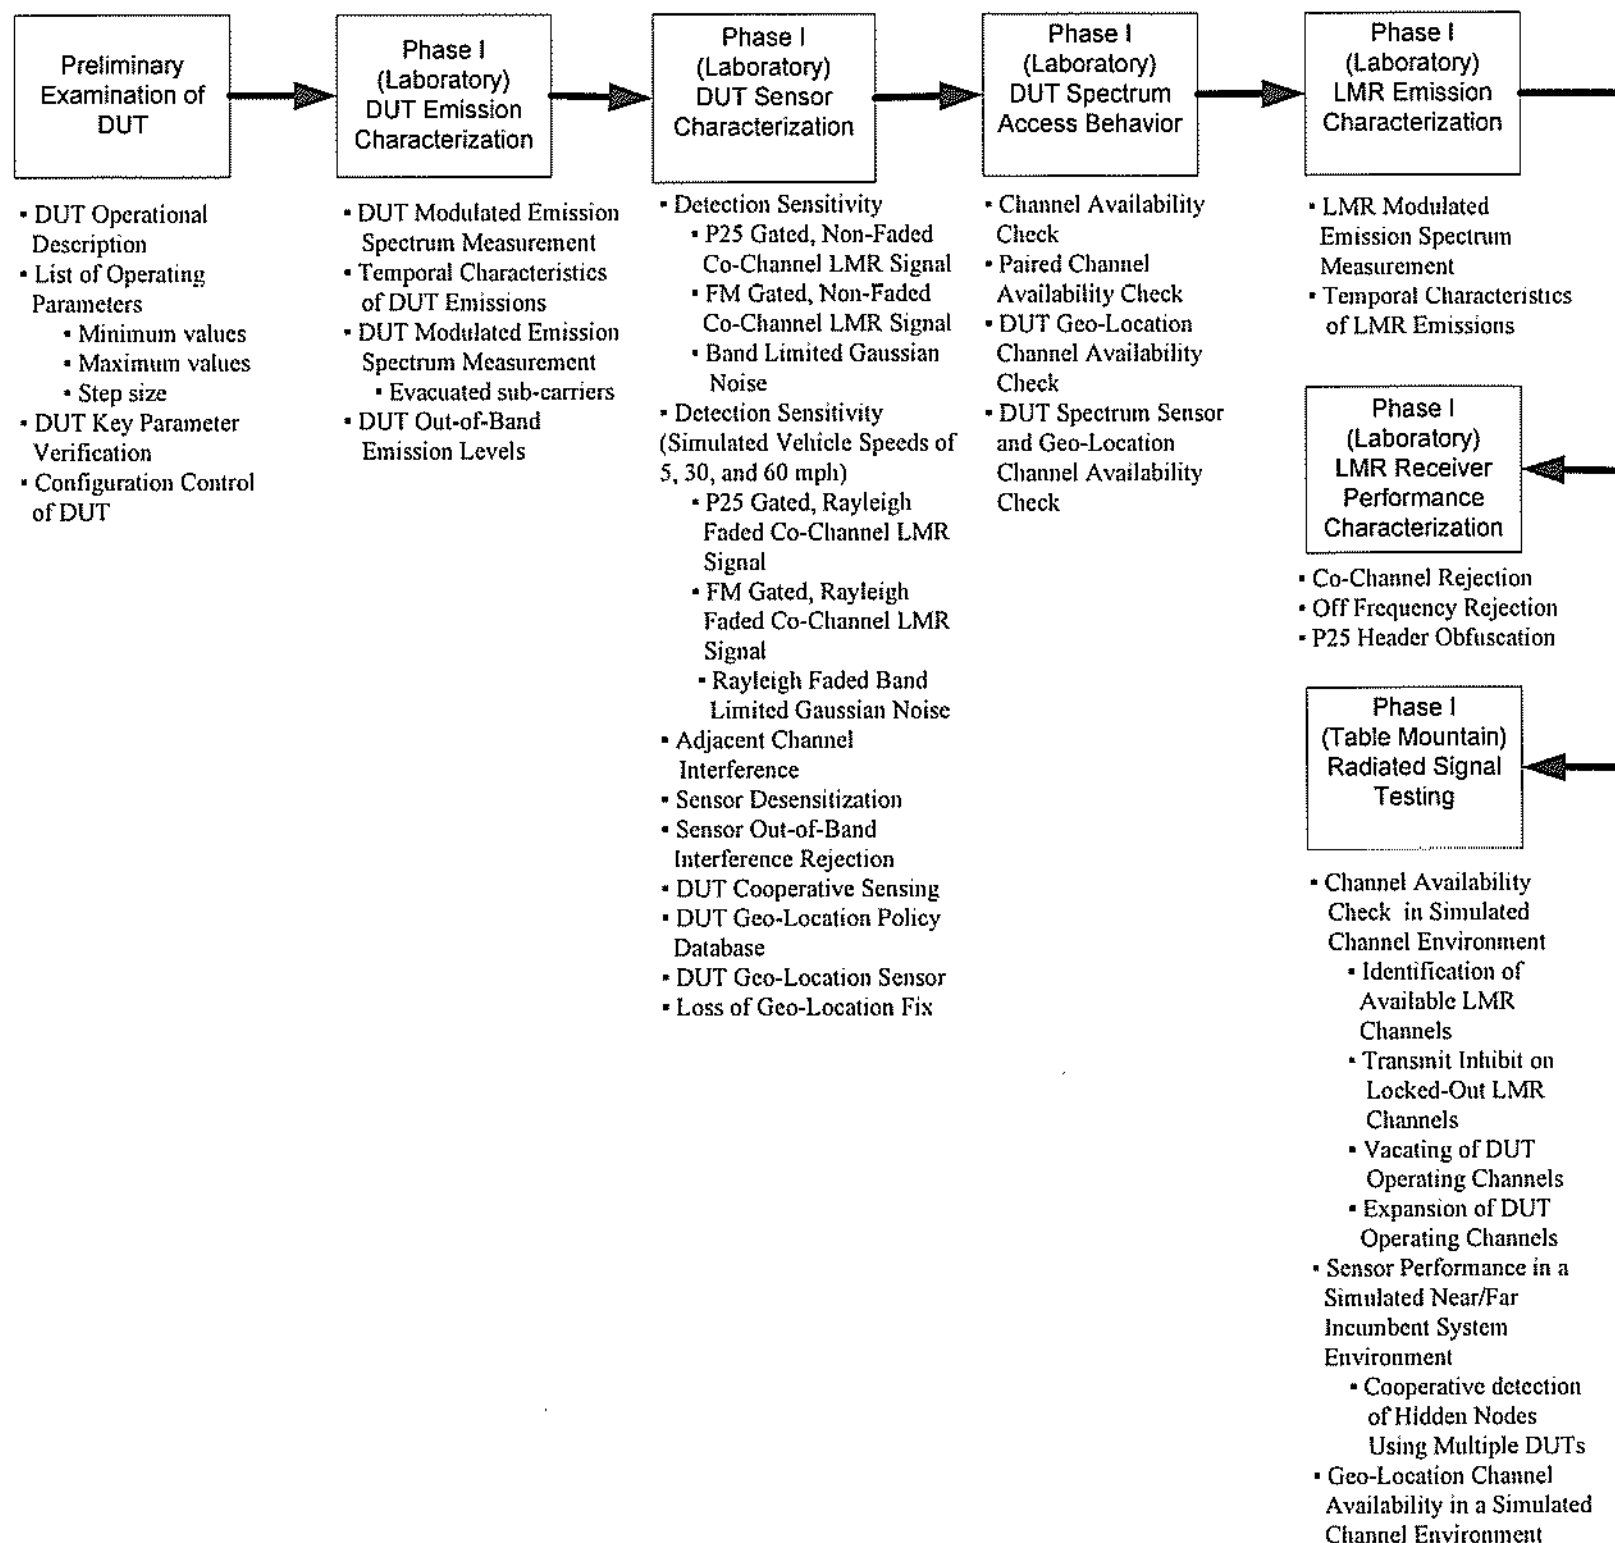 Preliminary
Examination of
DUT
▪ DUT Operational
Description
▪ List of Operating
Parameters
▪ Minimum values
▪ Maximum values
▪ Step size
▪ DUT Key Parameter
Verification
▪ Configuration Control
of DUT
Phase I
(Laboratory)
DUT Emission
Characterization
▪ DUT Modulated Emission
Spectrum Measurement
▪ Temporal Characteristics
of DUT Emissions
▪ DUT Modulated Emission
Spectrum Measurement
▪ Evacuated sub-carriers
▪ DUT Out-of-Band
Emission Levels
Phase I
(Laboratory)
DUT Sensor
Characterization
▪ Detection Sensitivity
▪ P25 Gated, Non-Faded
Co-Channel LMR Signal
▪ FM Gated, Non-Faded
Co-Channel LMR Signal
▪ Band Limited Gaussian
Noise
▪ Detection Sensitivity
(Simulated Vehicle Speeds of
5, 30, and 60 mph)
▪ P25 Gated, Rayleigh
Faded Co-Channel LMR
Signal
▪ FM Gated, Rayleigh
Faded Co-Channel LMR
Signal
▪ Rayleigh Faded Band
Limited Gaussian Noise
▪ Adjacent Channel
Interference
▪ Sensor Desensitization
▪ Sensor Out-of-Band
Interference Rejection
▪ DUT Cooperative Sensing
▪ DUT Geo-Location Policy
Database
▪ DUT Geo-Location Sensor
▪ Loss of Geo-Location Fix
Phase I
(Laboratory)
DUT Spectrum
Access Behavior
▪ Channel Availability
Check
▪ Paired Channel
Availability Check
▪ DUT Geo-Location
Channel Availability
Check
▪ DUT Spectrum Sensor
and Geo-Location
Channel Availability
Check
Phase I
(Laboratory)
LMR Emission
Characterization
▪ LMR Modulated
Emission Spectrum
Measurement
▪ Temporal Characteristics
of LMR Emissions
Phase I
(Laboratory)
LMR Receiver
Performance
Characterization
▪ Co-Channel Rejection
▪ Off Frequency Rejection
▪ P25 Header Obfuscation
Phase I
(Table Mountain)
Radiated Signal
Testing
▪ Channel Availability
Check in Simulated
Channel Environment
▪ Identification of
Available LMR
Channels
▪ Transmit Inhibit on
Locked-Out LMR
Channels
▪ Vacating of DUT
Operating Channels
▪ Expansion of DUT
Operating Channels
▪ Sensor Performance in a
Simulated Near/Far
Incumbent System
Environment
▪ Cooperative detection
of Hidden Nodes
Using Multiple DUTs
▪ Geo-Location Channel
Availability in a Simulated
Channel Environment